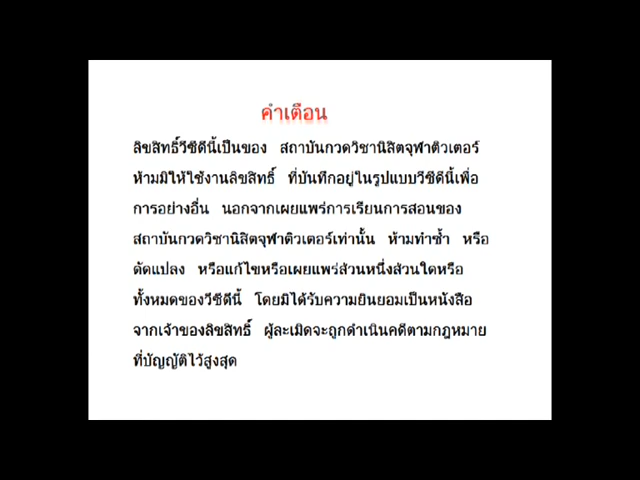 คำเตือน
ลิขสิทธิ์วีซีดีนี้เป็นของ สถาบันกวดวิชานิสิตจุฬาติวเตอร์
ห้ามมิให้ใช้งานลิขสิทธิ์ ที่บันทึกอยู่ในรูปแบบวีซีดีนี้เพื่อ
การอย่างอื่น นอกจากเผยแพร่การเรียนการสอนของ
สถาบันกวดวิชานิสิตจุฬาติวเตอร์เท่านั้น ห้ามทำซ้ำ หรือ
ดัดแปลง หรือแก้ไขหรือเผยแพร่ส่วนหนึ่งส่วนใดหรือ
ทั้งหมดของวีซีดีนี้ โดยมิได้รับความยินยอมเป็นหนังสือ
จากเจ้าของลิขสิทธิ์ ผู้ละเมิดจะถูกดำเนินคดีตามกฎหมาย
ที่บัญญัติไว้สูงสุด